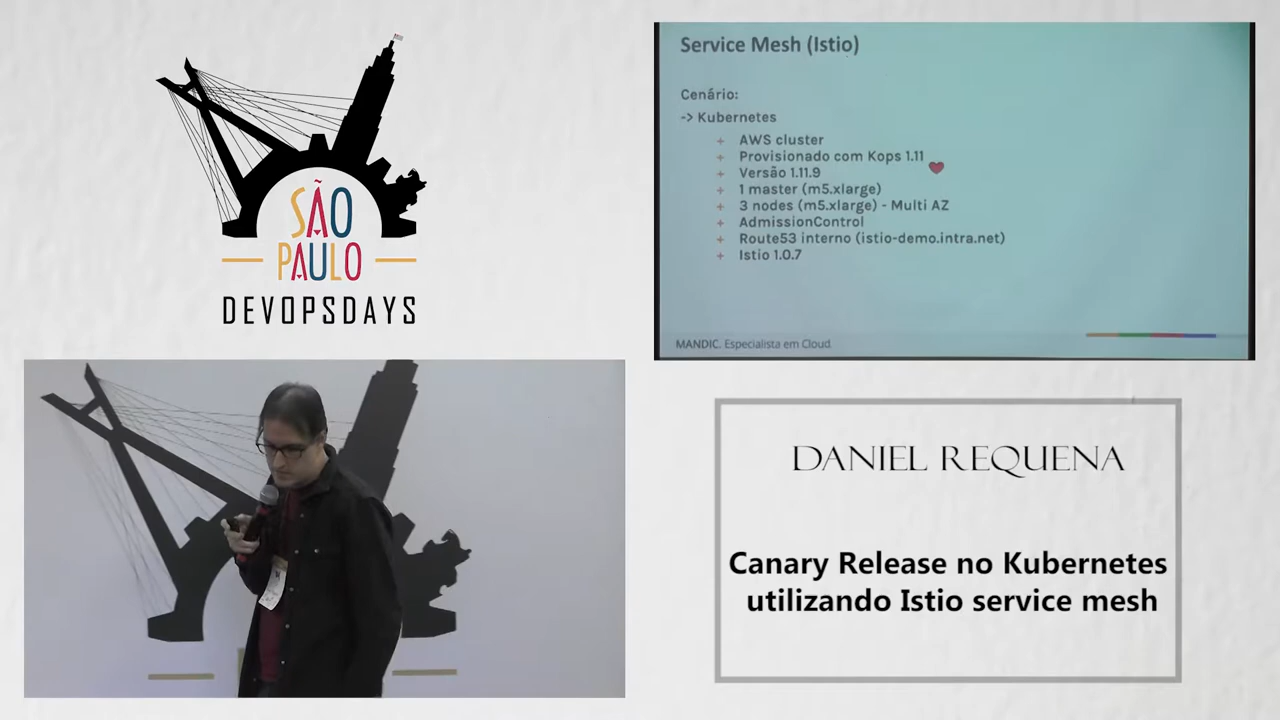 SÃO
PAULO
DEVOPSDAYS
Service Mesh (Istio)
Cenário:
-> Kubernetes
+ AWS cluster
+ Provisionado com Kops 1.11
+ Versão 1.11.9
+ 1 master (m5.xlarge)
+ 3 nodes (m5.xlarge) - Multi AZ
+ AdmissionControl
+ Route53 interno (istio-demo.intra.net)
+ Istio 1.0.7
MANDIC. Especialista em Cloud.
DANIEL REQUENA
Canary Release no Kubernetes
utilizando Istio service mesh